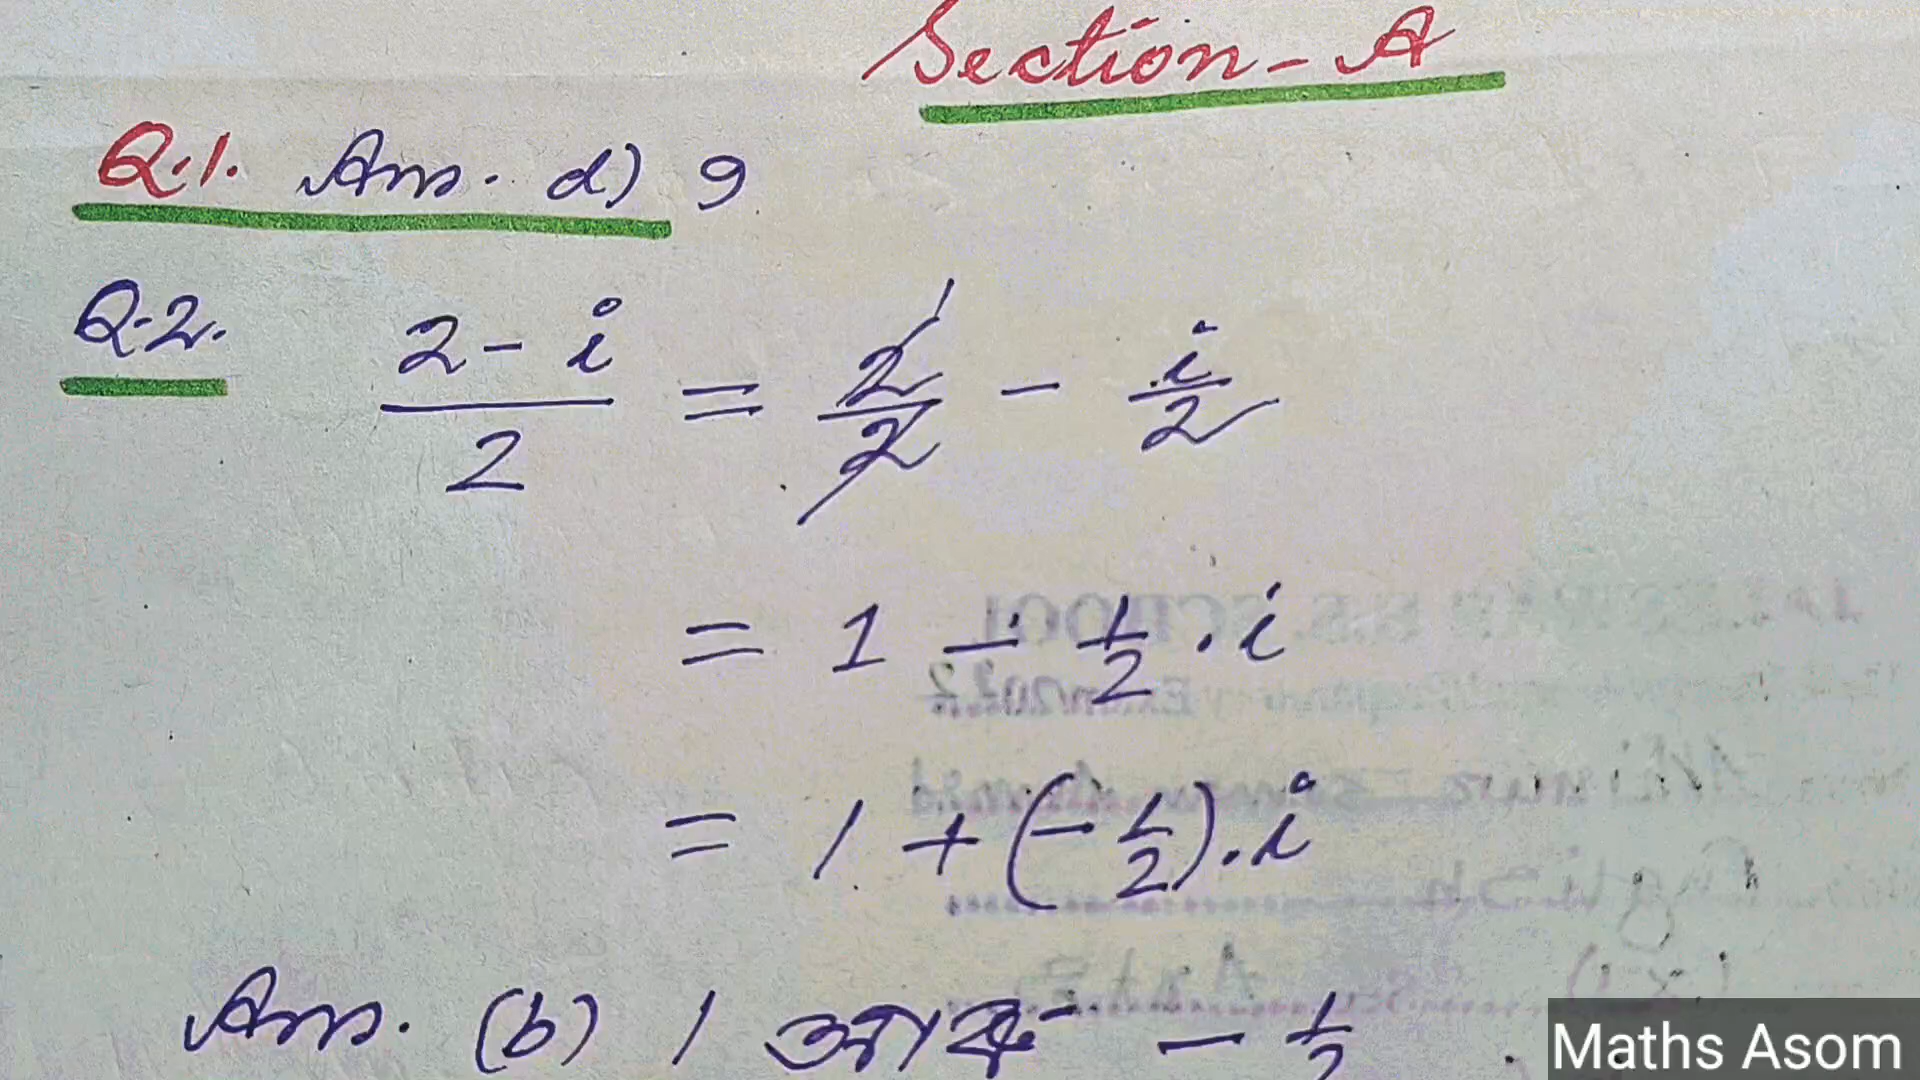 Section - A
Q.1. Ans. d) 9
Q.2. (2 - i)/2 = 2/2 - i/2
= 1 - 1/2 . i
= 1 + (- 1/2) . i
Ans. (b) 1 আৰু - 1/2
Maths Asom